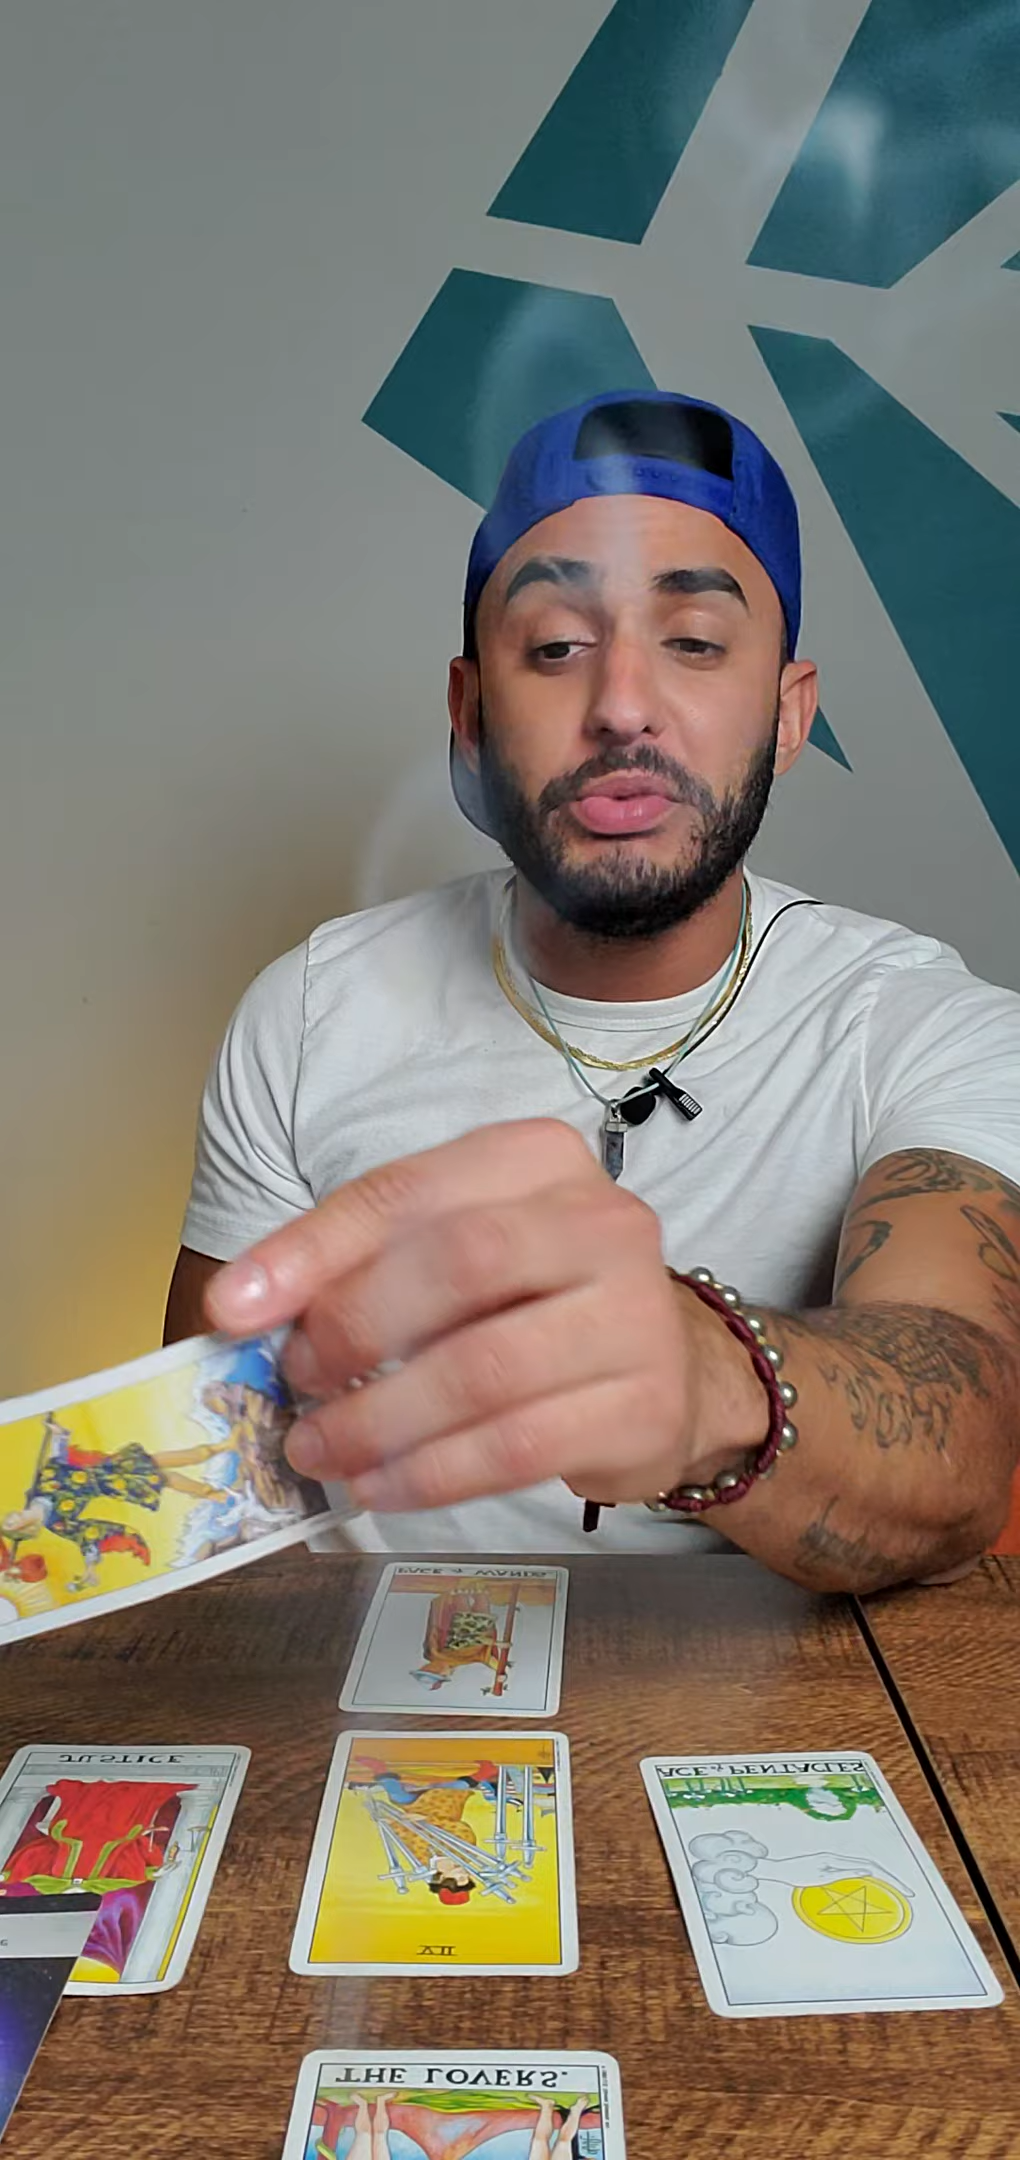 PAGE of WANDS.
JUSTICE.
VII
ACE of PENTACLES
THE LOVERS.